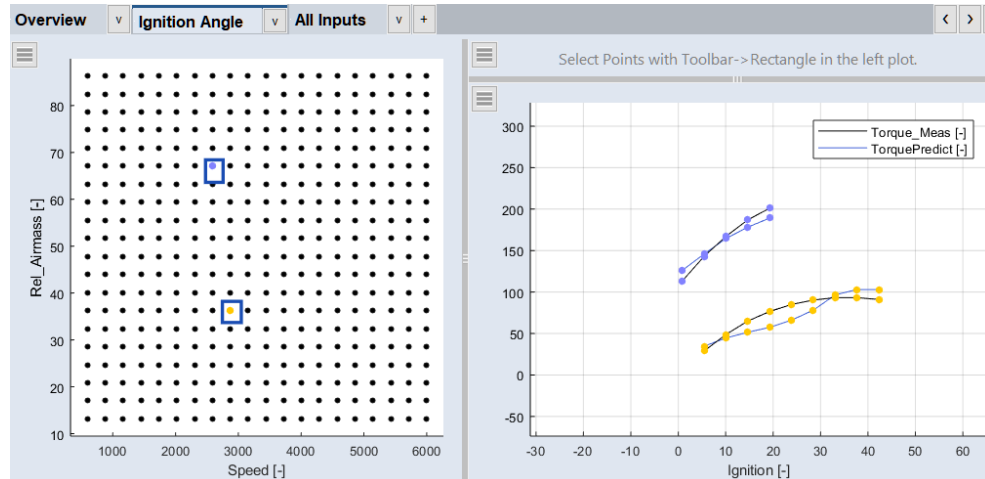 Overview v Ignition Angle v All Inputs v + < >
Select Points with Toolbar->Rectangle in the left plot.
80
70
60
50
40
30
20
10
Rel_Airmass [-]
1000 2000 3000 4000 5000 6000
Speed [-]
300
250
200
150
100
50
0
-50
Torque_Meas [-]
TorquePredict [-]
-30 -20 -10 0 10 20 30 40 50 60
Ignition [-]